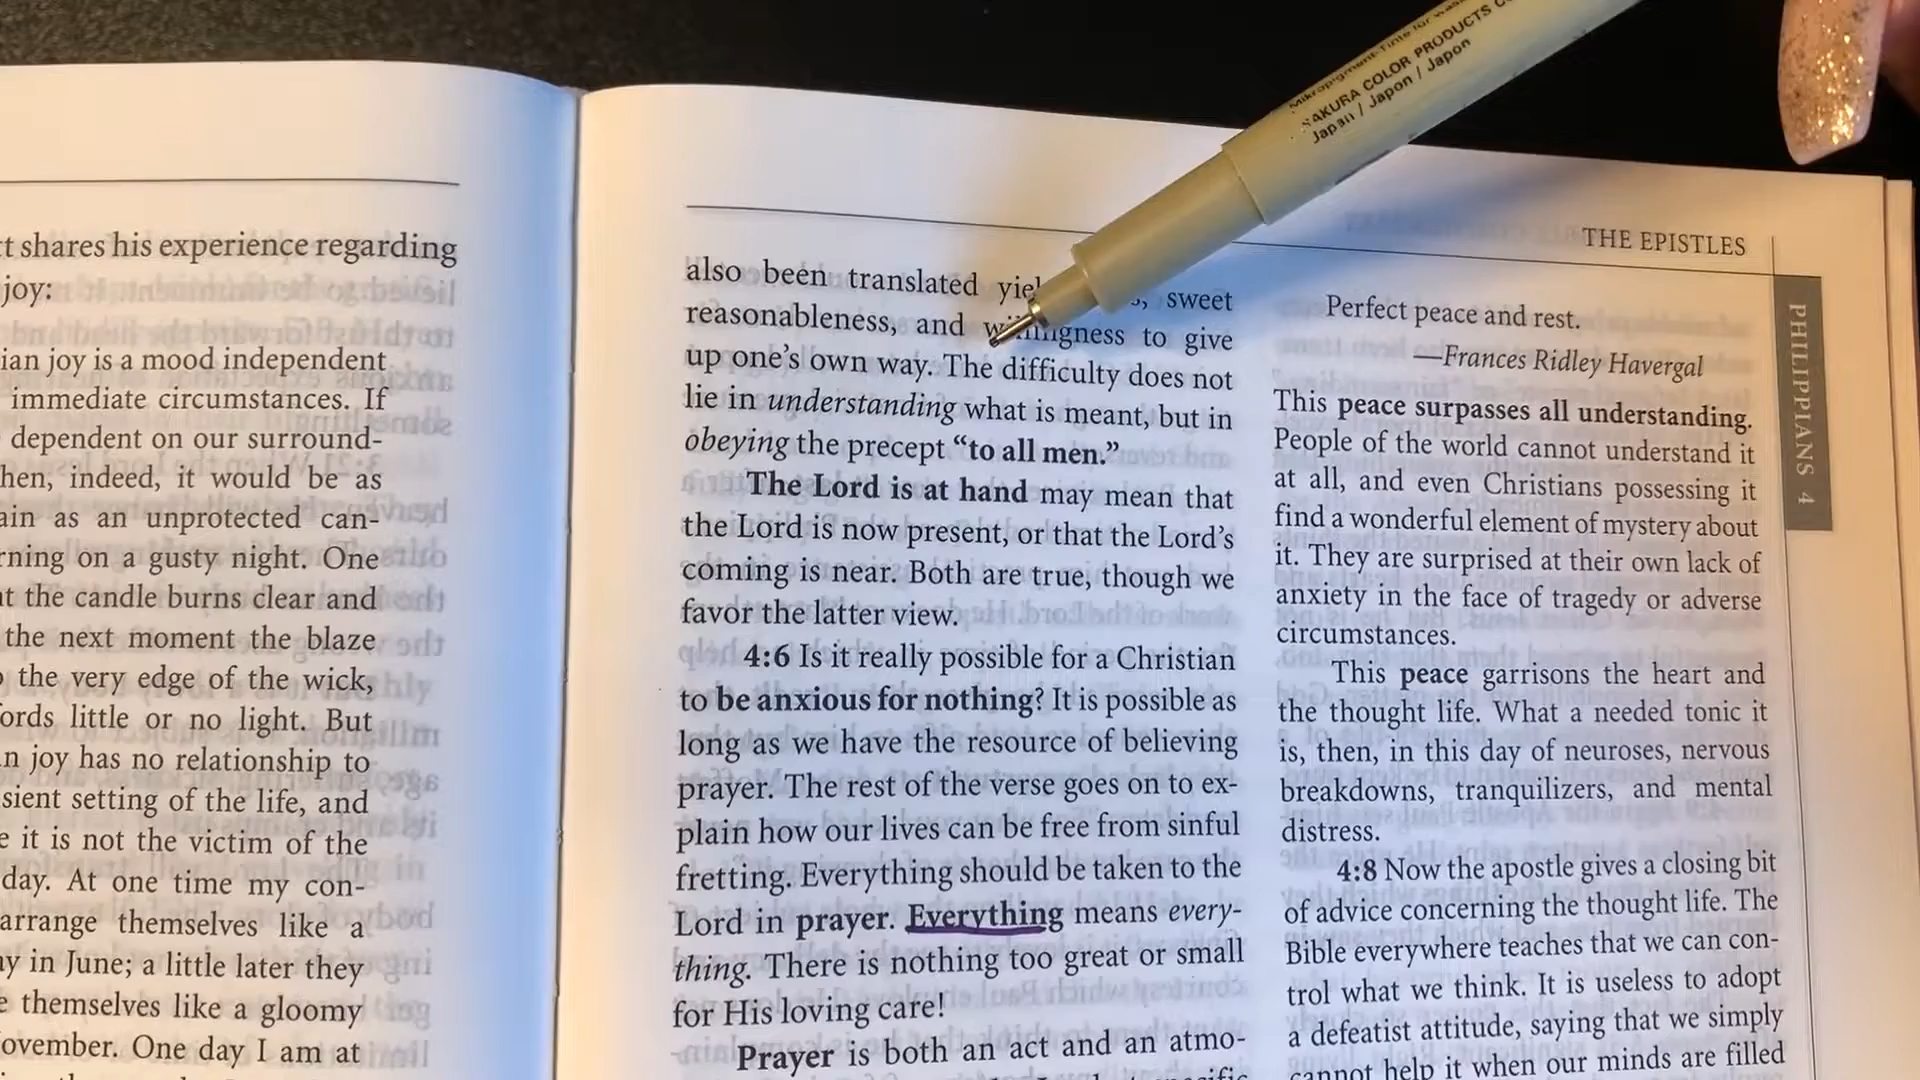 t shares his experience regarding
joy:
ian joy is a mood independent
immediate circumstances. If
dependent on our surround-
hen, indeed, it would be as
ain as an unprotected can-
rning on a gusty night. One
t the candle burns clear and
the next moment the blaze
the very edge of the wick,
ords little or no light. But
n joy has no relationship to
sient setting of the life, and
e it is not the victim of the
day. At one time my con-
arrange themselves like a
y in June; a little later they
e themselves like a gloomy
ovember. One day I am at
also been translated sweet
reasonableness, and willingness to give
up one's own way. The difficulty does not
lie in understanding what is meant, but in
obeying the precept "to all men."
The Lord is at hand may mean that
the Lord is now present, or that the Lord's
coming is near. Both are true, though we
favor the latter view.
4:6 Is it really possible for a Christian
to be anxious for nothing? It is possible as
long as we have the resource of believing
prayer. The rest of the verse goes on to ex-
plain how our lives can be free from sinful
fretting. Everything should be taken to the
Lord in prayer. Everything means every-
thing. There is nothing too great or small
for His loving care!
Prayer is both an act and an atmo-
THE EPISTLES
Perfect peace and rest.
—Frances Ridley Havergal
This peace surpasses all understanding.
People of the world cannot understand it
at all, and even Christians possessing it
find a wonderful element of mystery about
it. They are surprised at their own lack of
anxiety in the face of tragedy or adverse
circumstances.
This peace garrisons the heart and
the thought life. What a needed tonic it
is, then, in this day of neuroses, nervous
breakdowns, tranquilizers, and mental
distress.
4:8 Now the apostle gives a closing bit
of advice concerning the thought life. The
Bible everywhere teaches that we can con-
trol what we think. It is useless to adopt
a defeatist attitude, saying that we simply
cannot help it when our minds are filled
PHILIPPIANS 4
SAKURA COLOR PRODUCTS
Japan / Japon / Japon